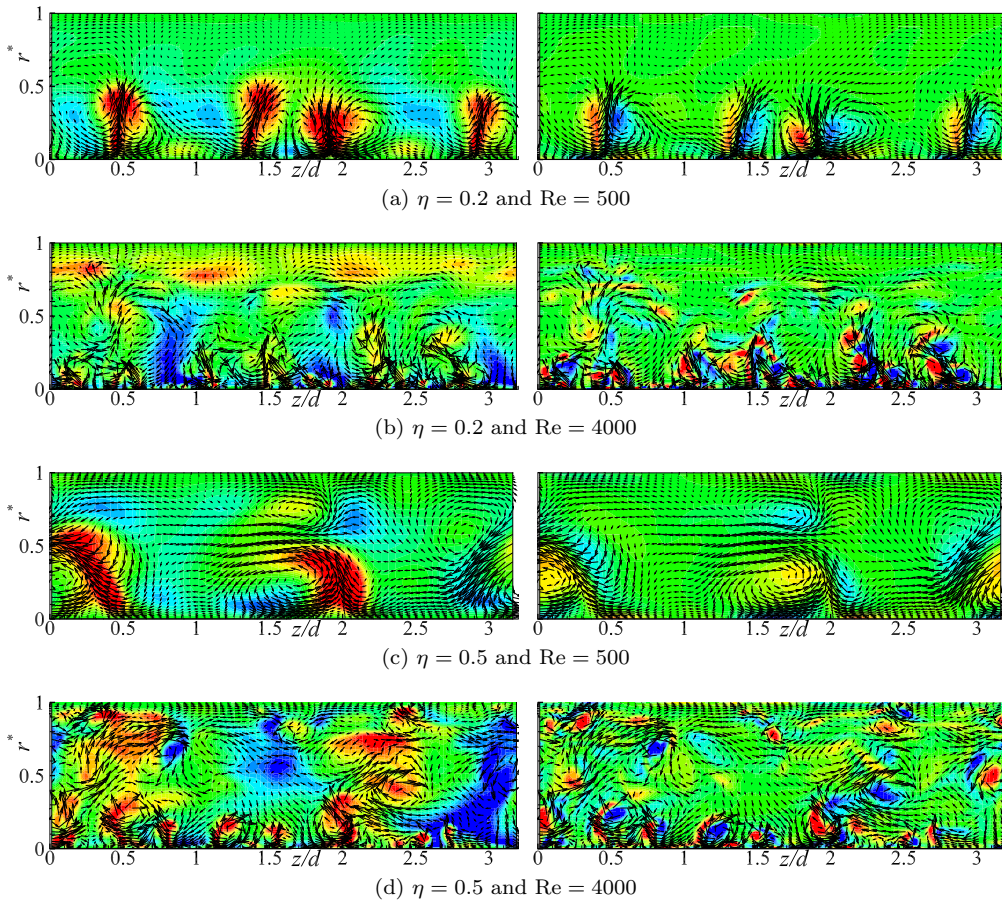 1
0.5
0
r*
0 0.5 1 1.5 z/d 2 2.5 3
0 0.5 1 1.5 z/d 2 2.5 3
(a) η = 0.2 and Re = 500
1
0.5
0
r*
0 0.5 1 1.5 z/d 2 2.5 3
0 0.5 1 1.5 z/d 2 2.5 3
(b) η = 0.2 and Re = 4000
1
0.5
0
r*
0 0.5 1 1.5 z/d 2 2.5 3
0 0.5 1 1.5 z/d 2 2.5 3
(c) η = 0.5 and Re = 500
1
0.5
0
r*
0 0.5 1 1.5 z/d 2 2.5 3
0 0.5 1 1.5 z/d 2 2.5 3
(d) η = 0.5 and Re = 4000